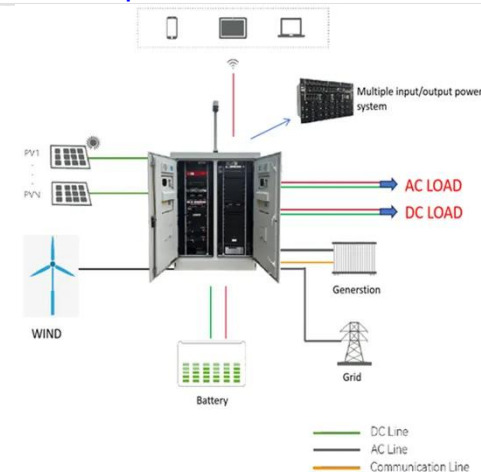 Multiple input/output power
system
PV1
PVN
AC LOAD
DC LOAD
Generstion
WIND
Grid
Battery
DC Line
AC Line
Communication Line